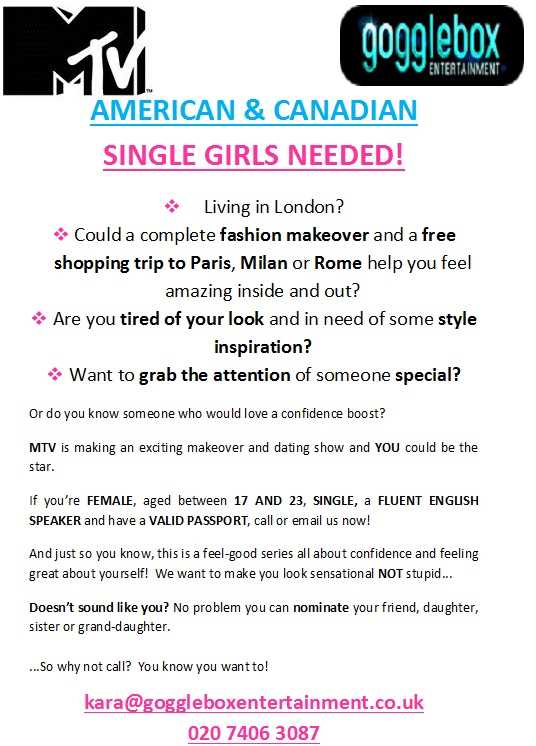 MTV
TM
gogglebox
ENTERTAINMENT
AMERICAN & CANADIAN
SINGLE GIRLS NEEDED!
❖ Living in London?
❖ Could a complete fashion makeover and a free
shopping trip to Paris, Milan or Rome help you feel
amazing inside and out?
❖ Are you tired of your look and in need of some style
inspiration?
❖ Want to grab the attention of someone special?
Or do you know someone who would love a confidence boost?
MTV is making an exciting makeover and dating show and YOU could be the
star.
If you're FEMALE, aged between 17 AND 23, SINGLE, a FLUENT ENGLISH
SPEAKER and have a VALID PASSPORT, call or email us now!
And just so you know, this is a feel-good series all about confidence and feeling
great about yourself! We want to make you look sensational NOT stupid...
Doesn't sound like you? No problem you can nominate your friend, daughter,
sister or grand-daughter.
...So why not call? You know you want to!
kara@goggleboxentertainment.co.uk
020 7406 3087